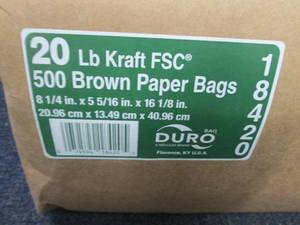 20 Lb Kraft FSC®
500 Brown Paper Bags
8 1/4 in. x 5 5/16 in. x 16 1/8 in.
20.96 cm x 13.49 cm x 40.96 cm
DURO BAG
Florence, KY U.S.A.
18420